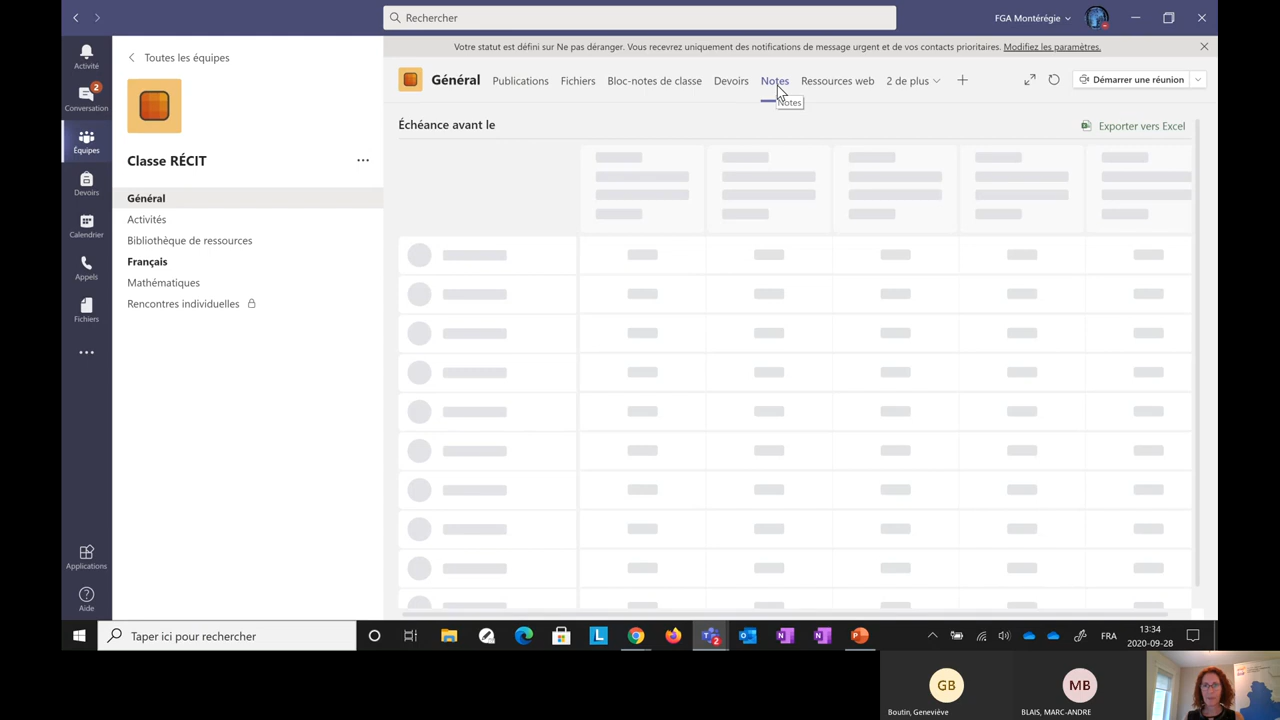 Rechercher
FGA Montérégie
Votre statut est défini sur Ne pas déranger. Vous recevrez uniquement des notifications de message urgent et de vos contacts prioritaires. Modifiez les paramètres.
Activité
2
Conversation
Équipes
Devoirs
Calendrier
Appels
Fichiers
Applications
Aide
Toutes les équipes
Classe RÉCIT
Général
Activités
Bibliothèque de ressources
Français
Mathématiques
Rencontres individuelles
Général Publications Fichiers Bloc-notes de classe Devoirs Notes Ressources web 2 de plus
Démarrer une réunion
Notes
Échéance avant le
Exporter vers Excel
Taper ici pour rechercher
L
2
FRA
13:34
2020-09-28
GB
Boutin, Geneviève
MB
BLAIS, MARC-ANDRE